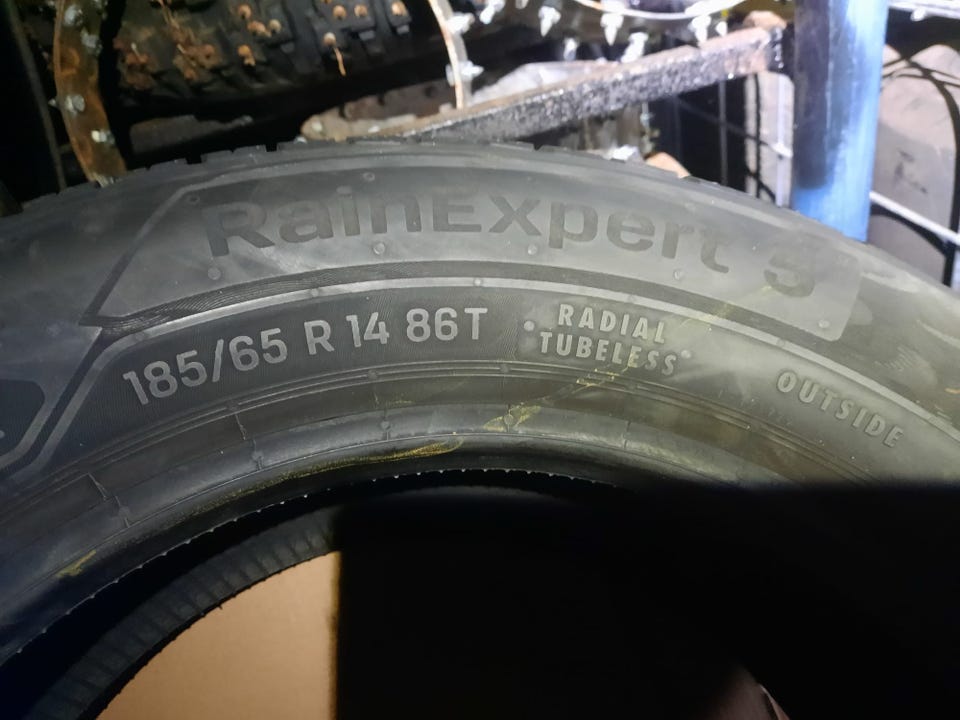 RainExpert 5
185/65 R 14 86T
RADIAL
TUBELESS
OUTSIDE